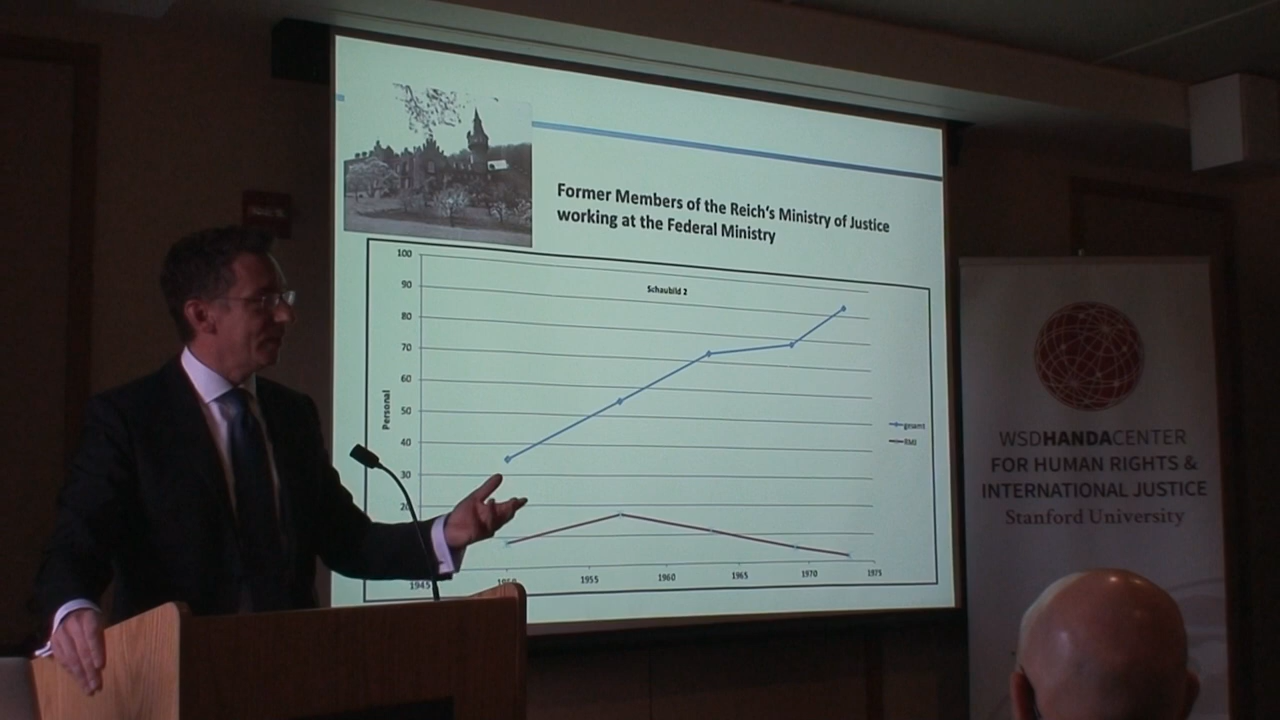 Former Members of the Reich's Ministry of Justice
working at the Federal Ministry
Schaubild 2
100
90
80
70
60
50
40
30
Personal
gesamt
RMJ
1945
1950
1955
1960
1965
1970
1975
WSDHANDACENTER
FOR HUMAN RIGHTS &
INTERNATIONAL JUSTICE
Stanford University